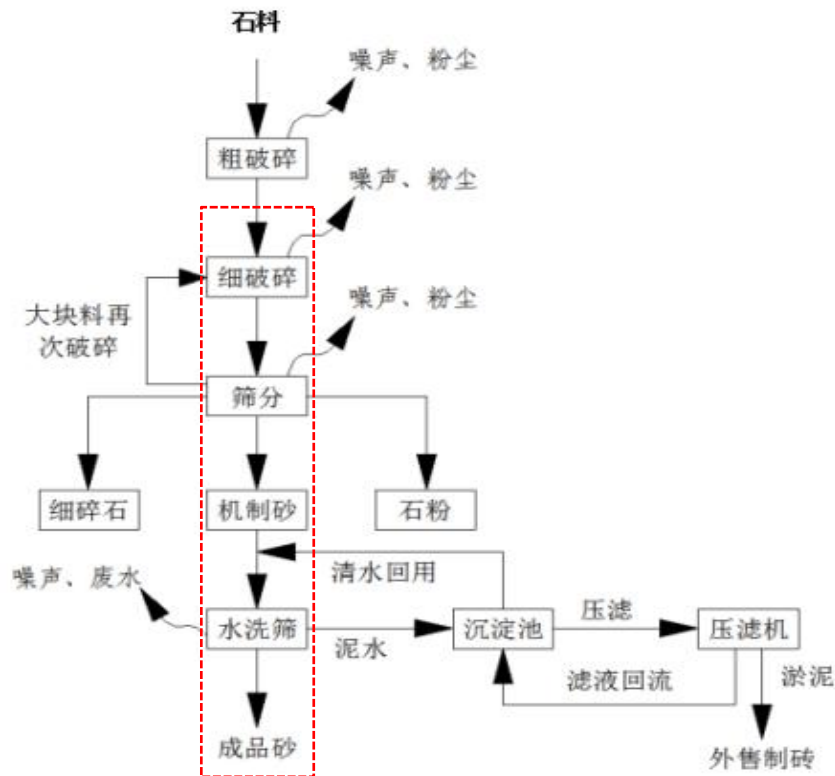 石料
噪声、粉尘
粗破碎
噪声、粉尘
细破碎
噪声、粉尘
大块料再
次破碎
筛分
细碎石
机制砂
石粉
清水回用
噪声、废水
水洗筛
泥水
沉淀池
压滤
压滤机
滤液回流
淤泥
成品砂
外售制砖